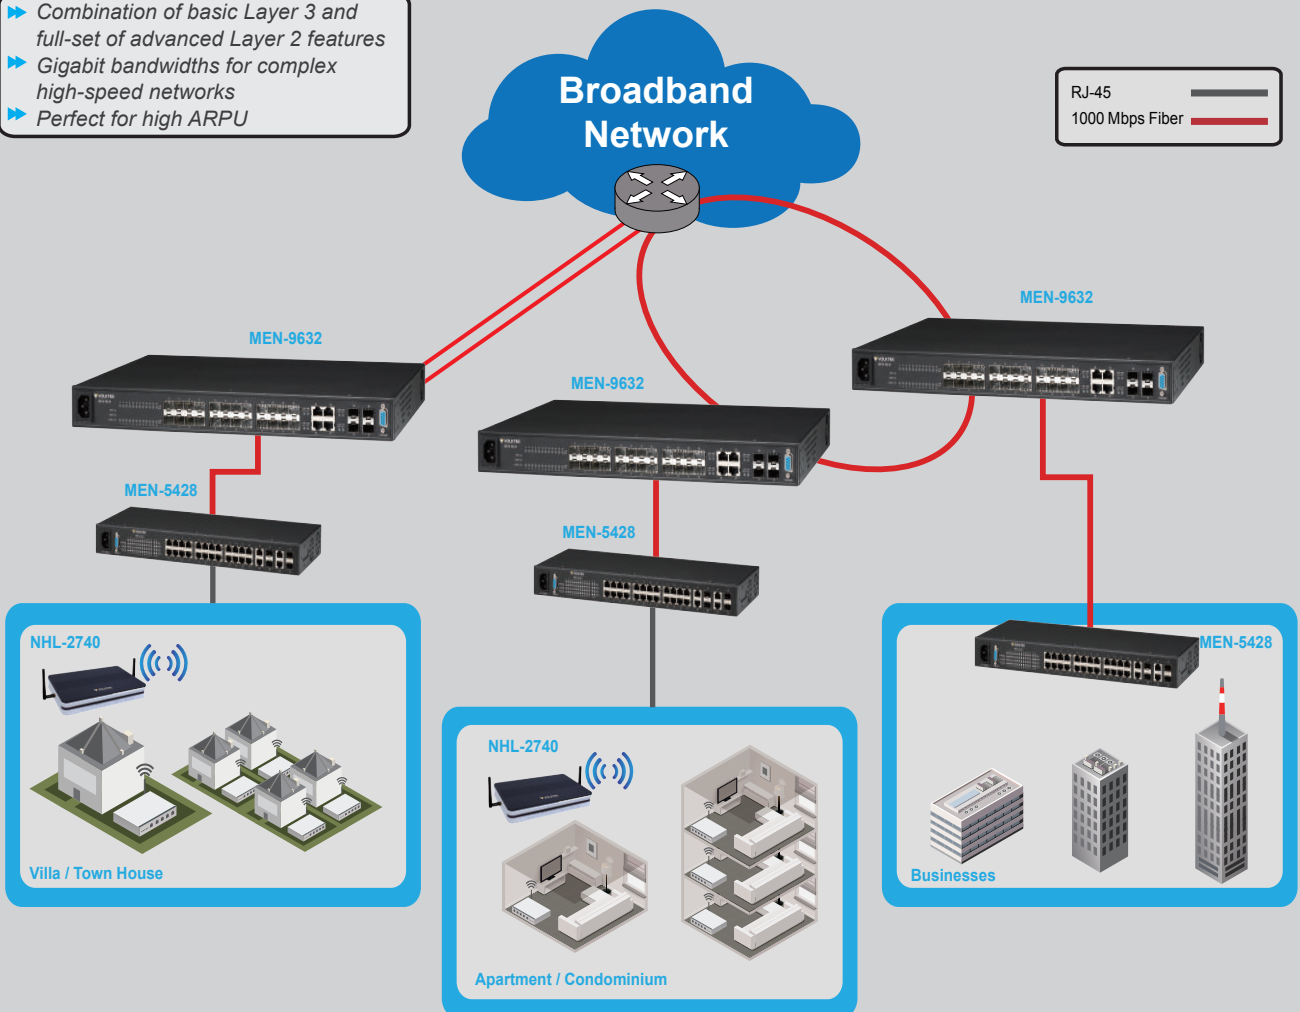 Combination of basic Layer 3 and
full-set of advanced Layer 2 features
Gigabit bandwidths for complex
high-speed networks
Perfect for high ARPU
Broadband
Network
RJ-45
1000 Mbps Fiber
MEN-9632
MEN-9632
MEN-9632
MEN-5428
MEN-5428
MEN-5428
NHL-2740
Villa / Town House
NHL-2740
Apartment / Condominium
Businesses